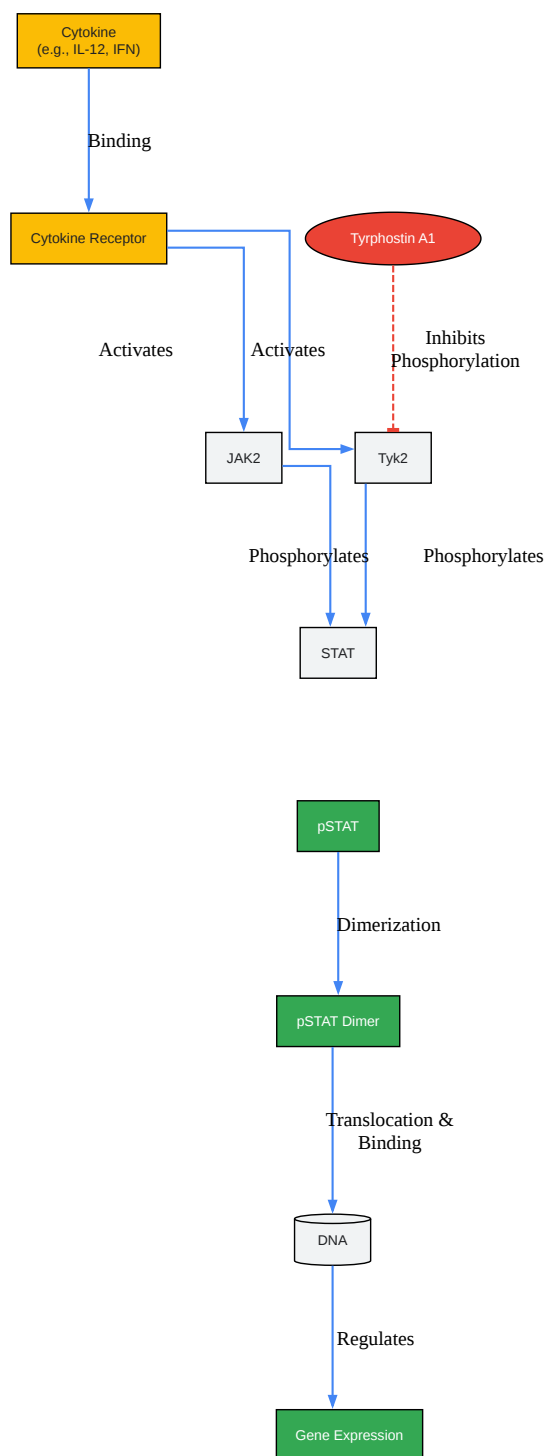 Cytokine
(e.g., IL-12, IFN)
Binding
Cytokine Receptor
Tyrphostin A1
Activates
Activates
Inhibits
Phosphorylation
JAK2
Tyk2
Phosphorylates
Phosphorylates
STAT
pSTAT
Dimerization
pSTAT Dimer
Translocation &
Binding
DNA
Regulates
Gene Expression